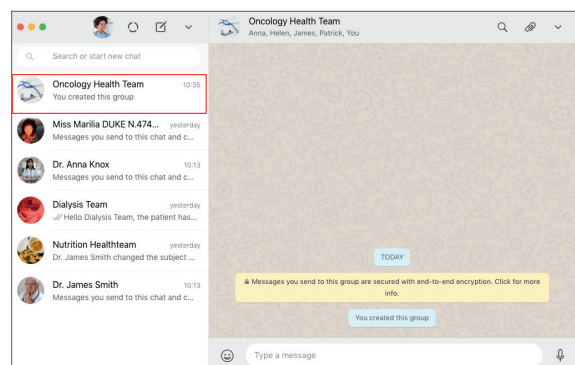 Search or start new chat
Oncology Health Team 10:35
You created this group
Miss Marilia DUKE N.474... yesterday
Messages you send to this chat and c...
Dr. Anna Knox 10:13
Messages you send to this chat and c...
Dialysis Team yesterday
Hello Dialysis Team, the patient has...
Nutrition Healthteam yesterday
Dr. James Smith changed the subject ...
Dr. James Smith 10:13
Messages you send to this chat and c...
Oncology Health Team
Anna, Helen, James, Patrick, You
TODAY
Messages you send to this group are secured with end-to-end encryption. Click for more
info.
You created this group
Type a message